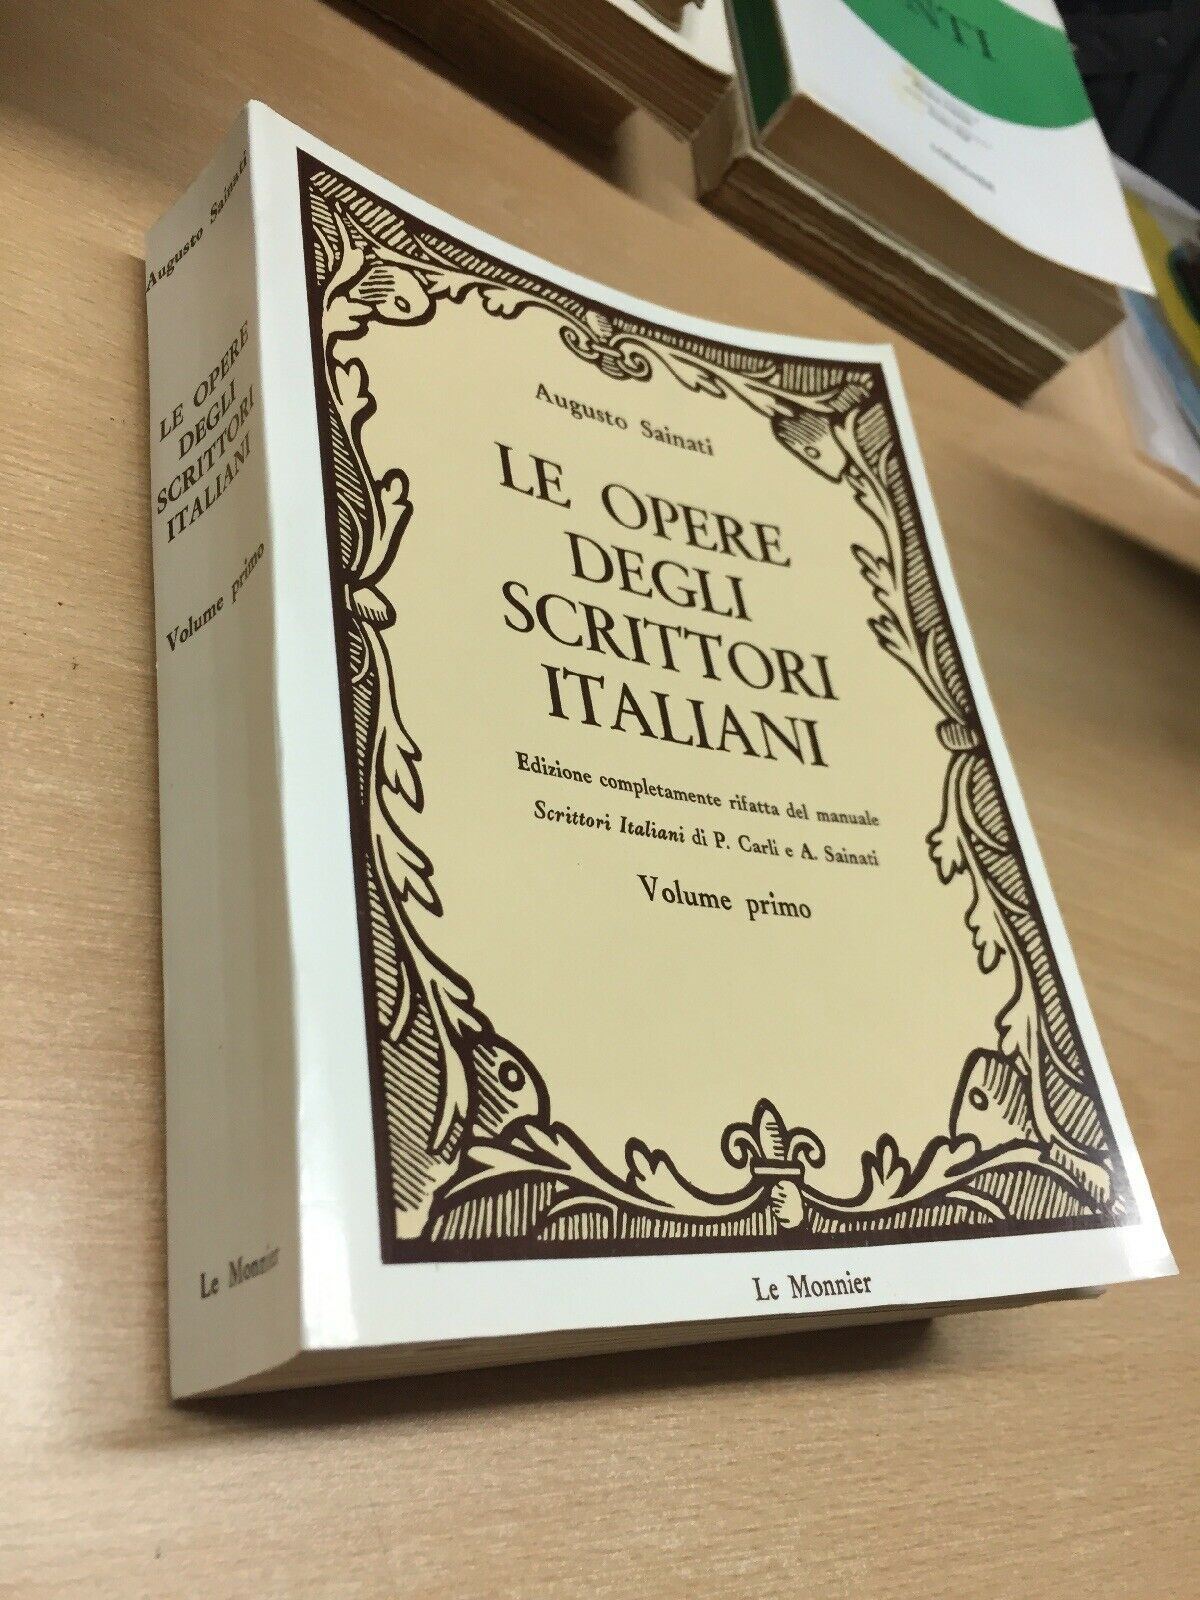 Augusto Sainati
LE OPERE
DEGLI
SCRITTORI
ITALIANI
Volume primo
Le Monnier
Augusto Sainati
LE OPERE
DEGLI
SCRITTORI
ITALIANI
Edizione completamente rifatta del manuale
Scrittori Italiani di P. Carli e A. Sainati
Volume primo
Le Monnier